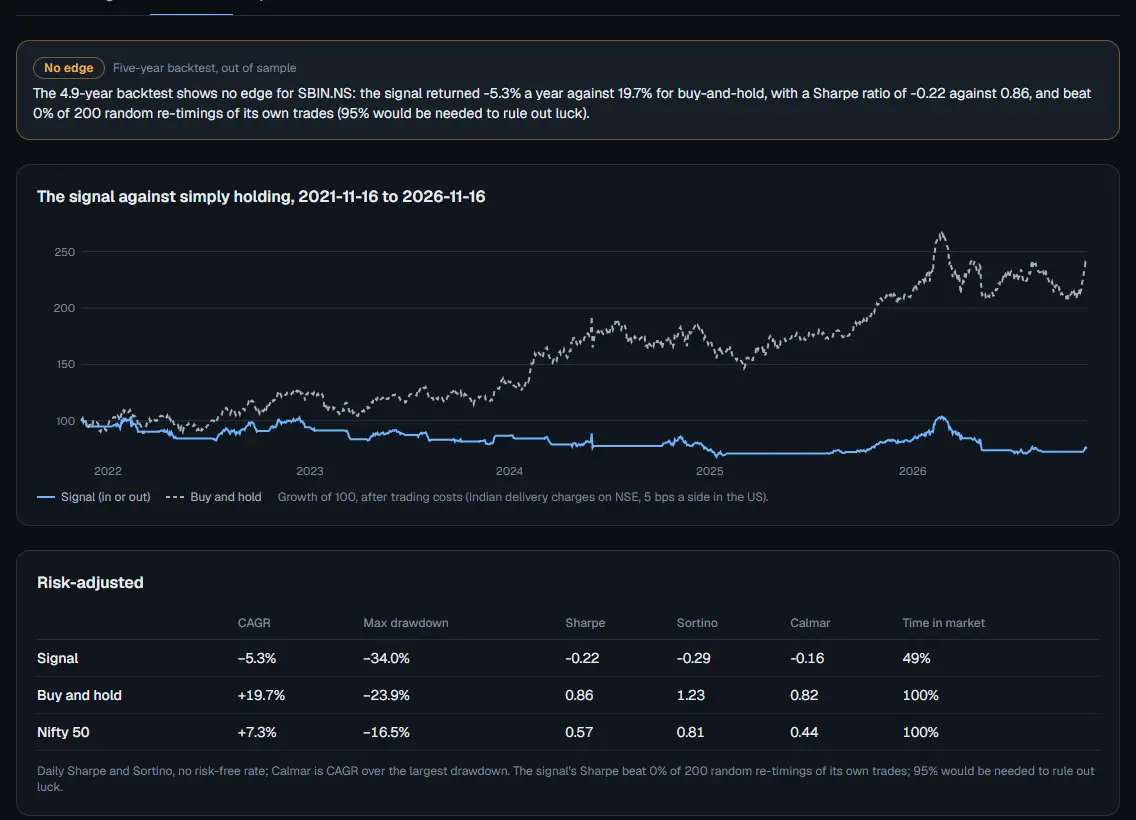 No edge Five-year backtest, out of sample
The 4.9-year backtest shows no edge for SBIN.NS: the signal returned -5.3% a year against 19.7% for buy-and-hold, with a Sharpe ratio of -0.22 against 0.86, and beat
0% of 200 random re-timings of its own trades (95% would be needed to rule out luck).
The signal against simply holding, 2021-11-16 to 2026-11-16
250
200
150
100
2022 2023 2024 2025 2026
Signal (in or out) Buy and hold Growth of 100, after trading costs (Indian delivery charges on NSE, 5 bps a side in the US).
Risk-adjusted
CAGR Max drawdown Sharpe Sortino Calmar Time in market
Signal −5.3% −34.0% -0.22 -0.29 -0.16 49%
Buy and hold +19.7% −23.9% 0.86 1.23 0.82 100%
Nifty 50 +7.3% −16.5% 0.57 0.81 0.44 100%
Daily Sharpe and Sortino, no risk-free rate; Calmar is CAGR over the largest drawdown. The signal's Sharpe beat 0% of 200 random re-timings of its own trades; 95% would be needed to rule out
luck.